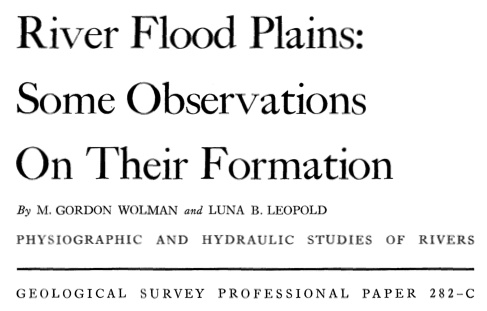 River Flood Plains:
Some Observations
On Their Formation
By M. GORDON WOLMAN and LUNA B. LEOPOLD
PHYSIOGRAPHIC AND HYDRAULIC STUDIES OF RIVERS
GEOLOGICAL SURVEY PROFESSIONAL PAPER 282–C